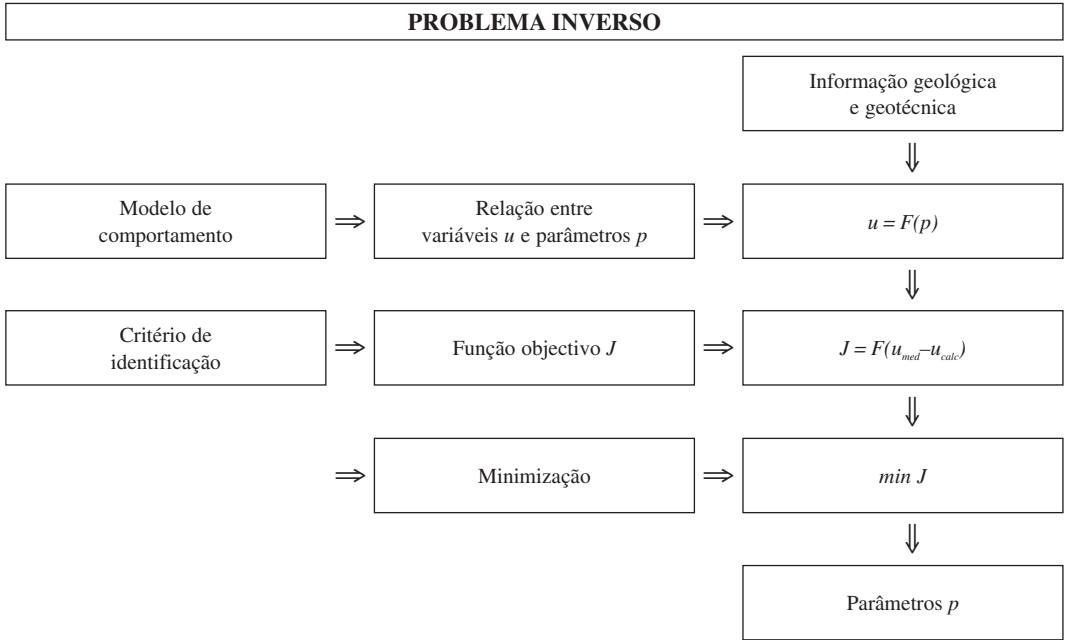 PROBLEMA INVERSO
Informação geológica
e geotécnica
⇓
Modelo de
comportamento
⇒
Relação entre
variáveis u e parâmetros p
⇒
u = F(p)
⇓
Critério de
identificação
⇒
Função objectivo J
⇒
J = F(u_med–u_calc)
⇓
⇒
Minimização
⇒
min J
⇓
Parâmetros p